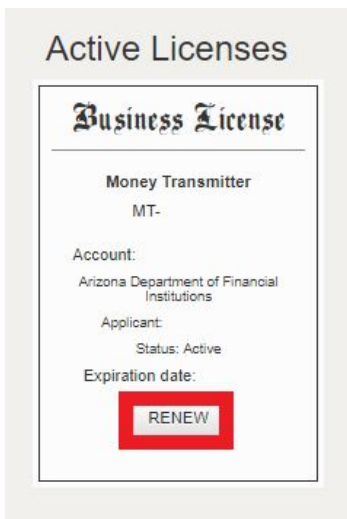 Active Licenses
Business License
Money Transmitter
MT-
Account:
Arizona Department of Financial
Institutions
Applicant:
Status: Active
Expiration date:
RENEW